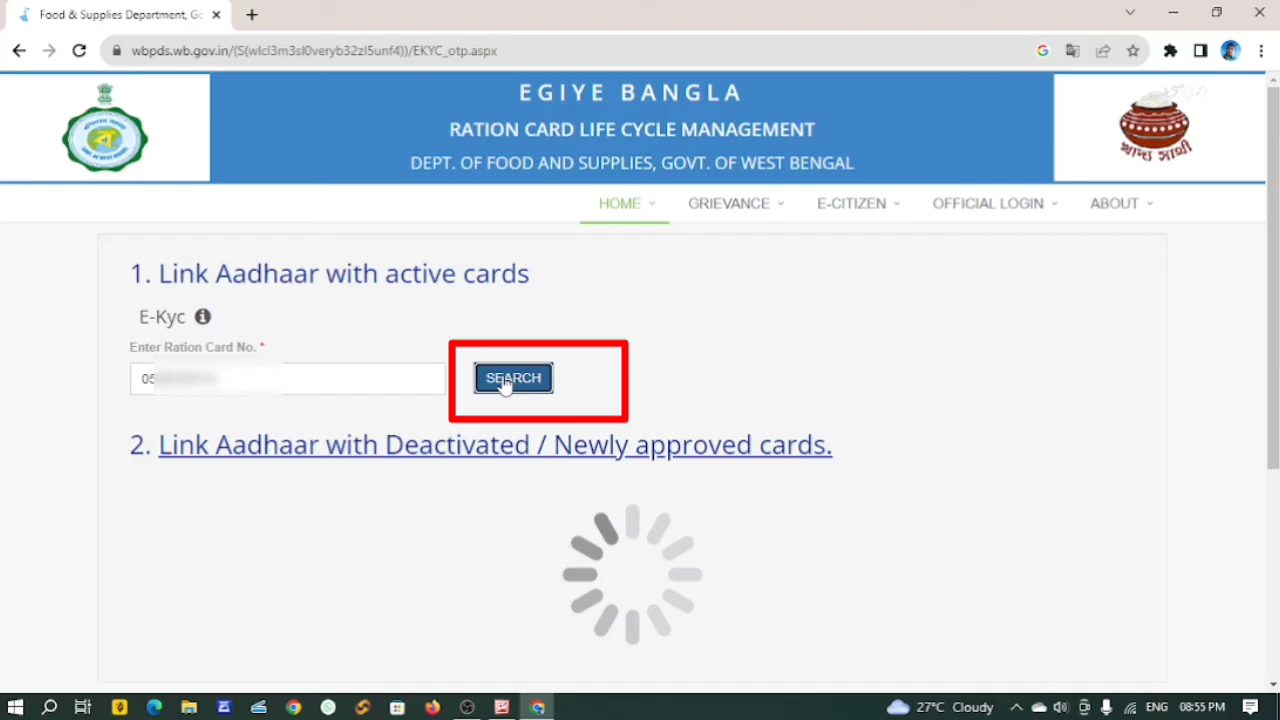 Food & Supplies Department, Go
wbpds.wb.gov.in/(S(wlcl3m3sl0veryb32zl5unf4))/EKYC_otp.aspx
EGIYE BANGLA
RATION CARD LIFE CYCLE MANAGEMENT
DEPT. OF FOOD AND SUPPLIES, GOVT. OF WEST BENGAL
খাদ্য সাথী
HOME
GRIEVANCE
E-CITIZEN
OFFICIAL LOGIN
ABOUT
1. Link Aadhaar with active cards
E-Kyc
Enter Ration Card No. *
05
SEARCH
2. Link Aadhaar with Deactivated / Newly approved cards.
27°C Cloudy
ENG
08:55 PM